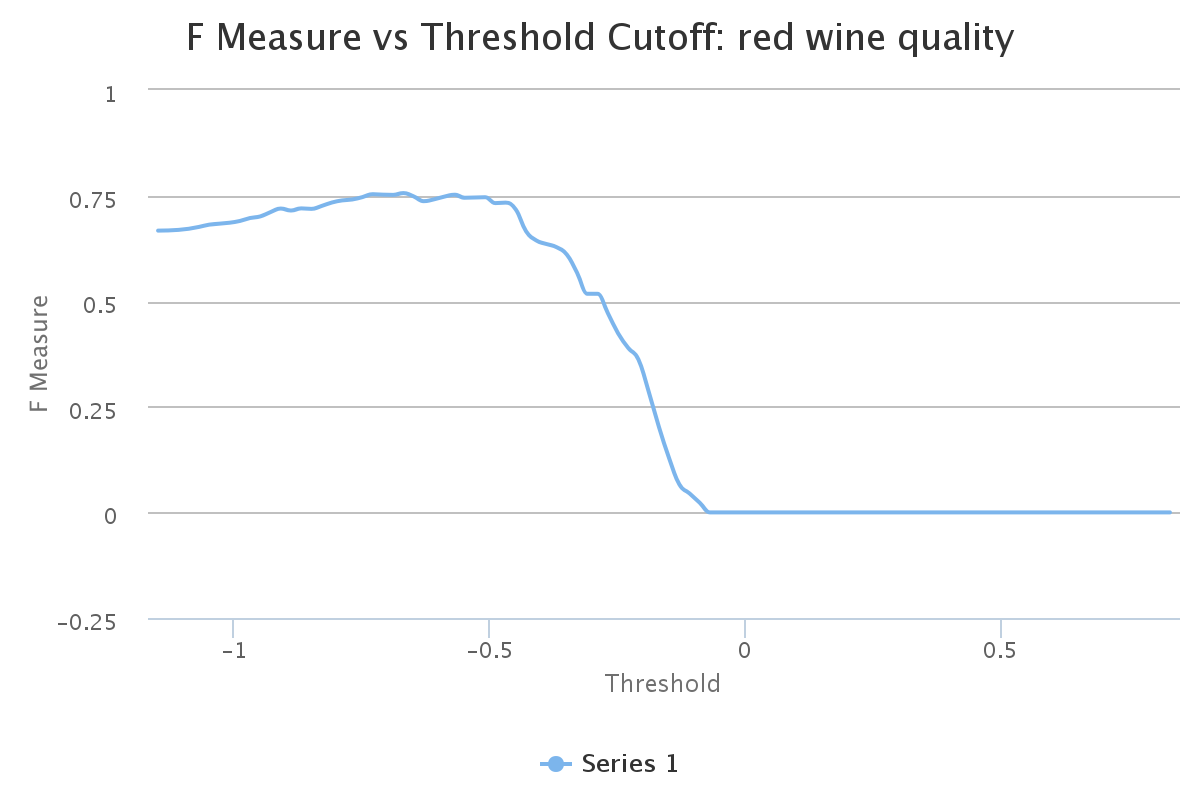 F Measure vs Threshold Cutoff: red wine quality
1
0.75
0.5
0.25
0
−0.25
F Measure
−1
−0.5
0
0.5
Threshold
Series 1